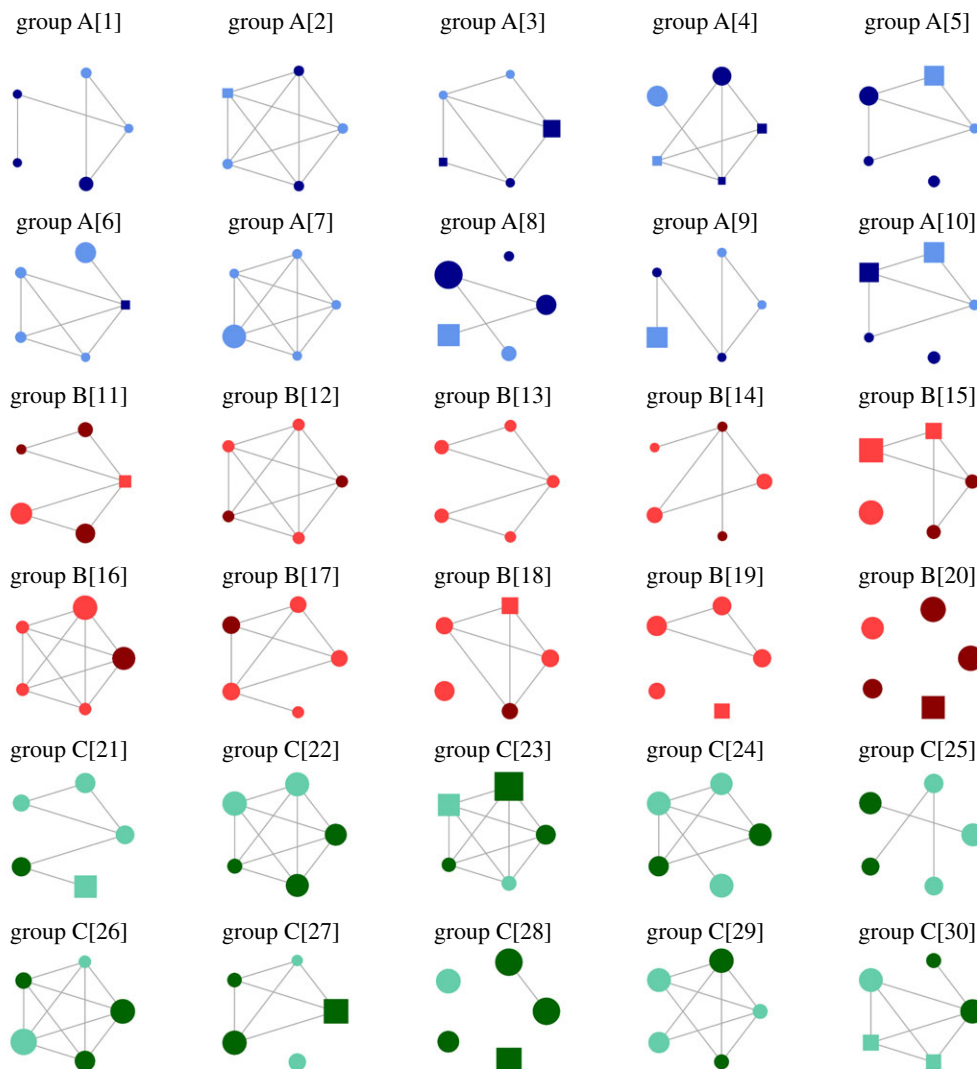 group A[1] group A[2] group A[3] group A[4] group A[5]
group A[6] group A[7] group A[8] group A[9] group A[10]
group B[11] group B[12] group B[13] group B[14] group B[15]
group B[16] group B[17] group B[18] group B[19] group B[20]
group C[21] group C[22] group C[23] group C[24] group C[25]
group C[26] group C[27] group C[28] group C[29] group C[30]